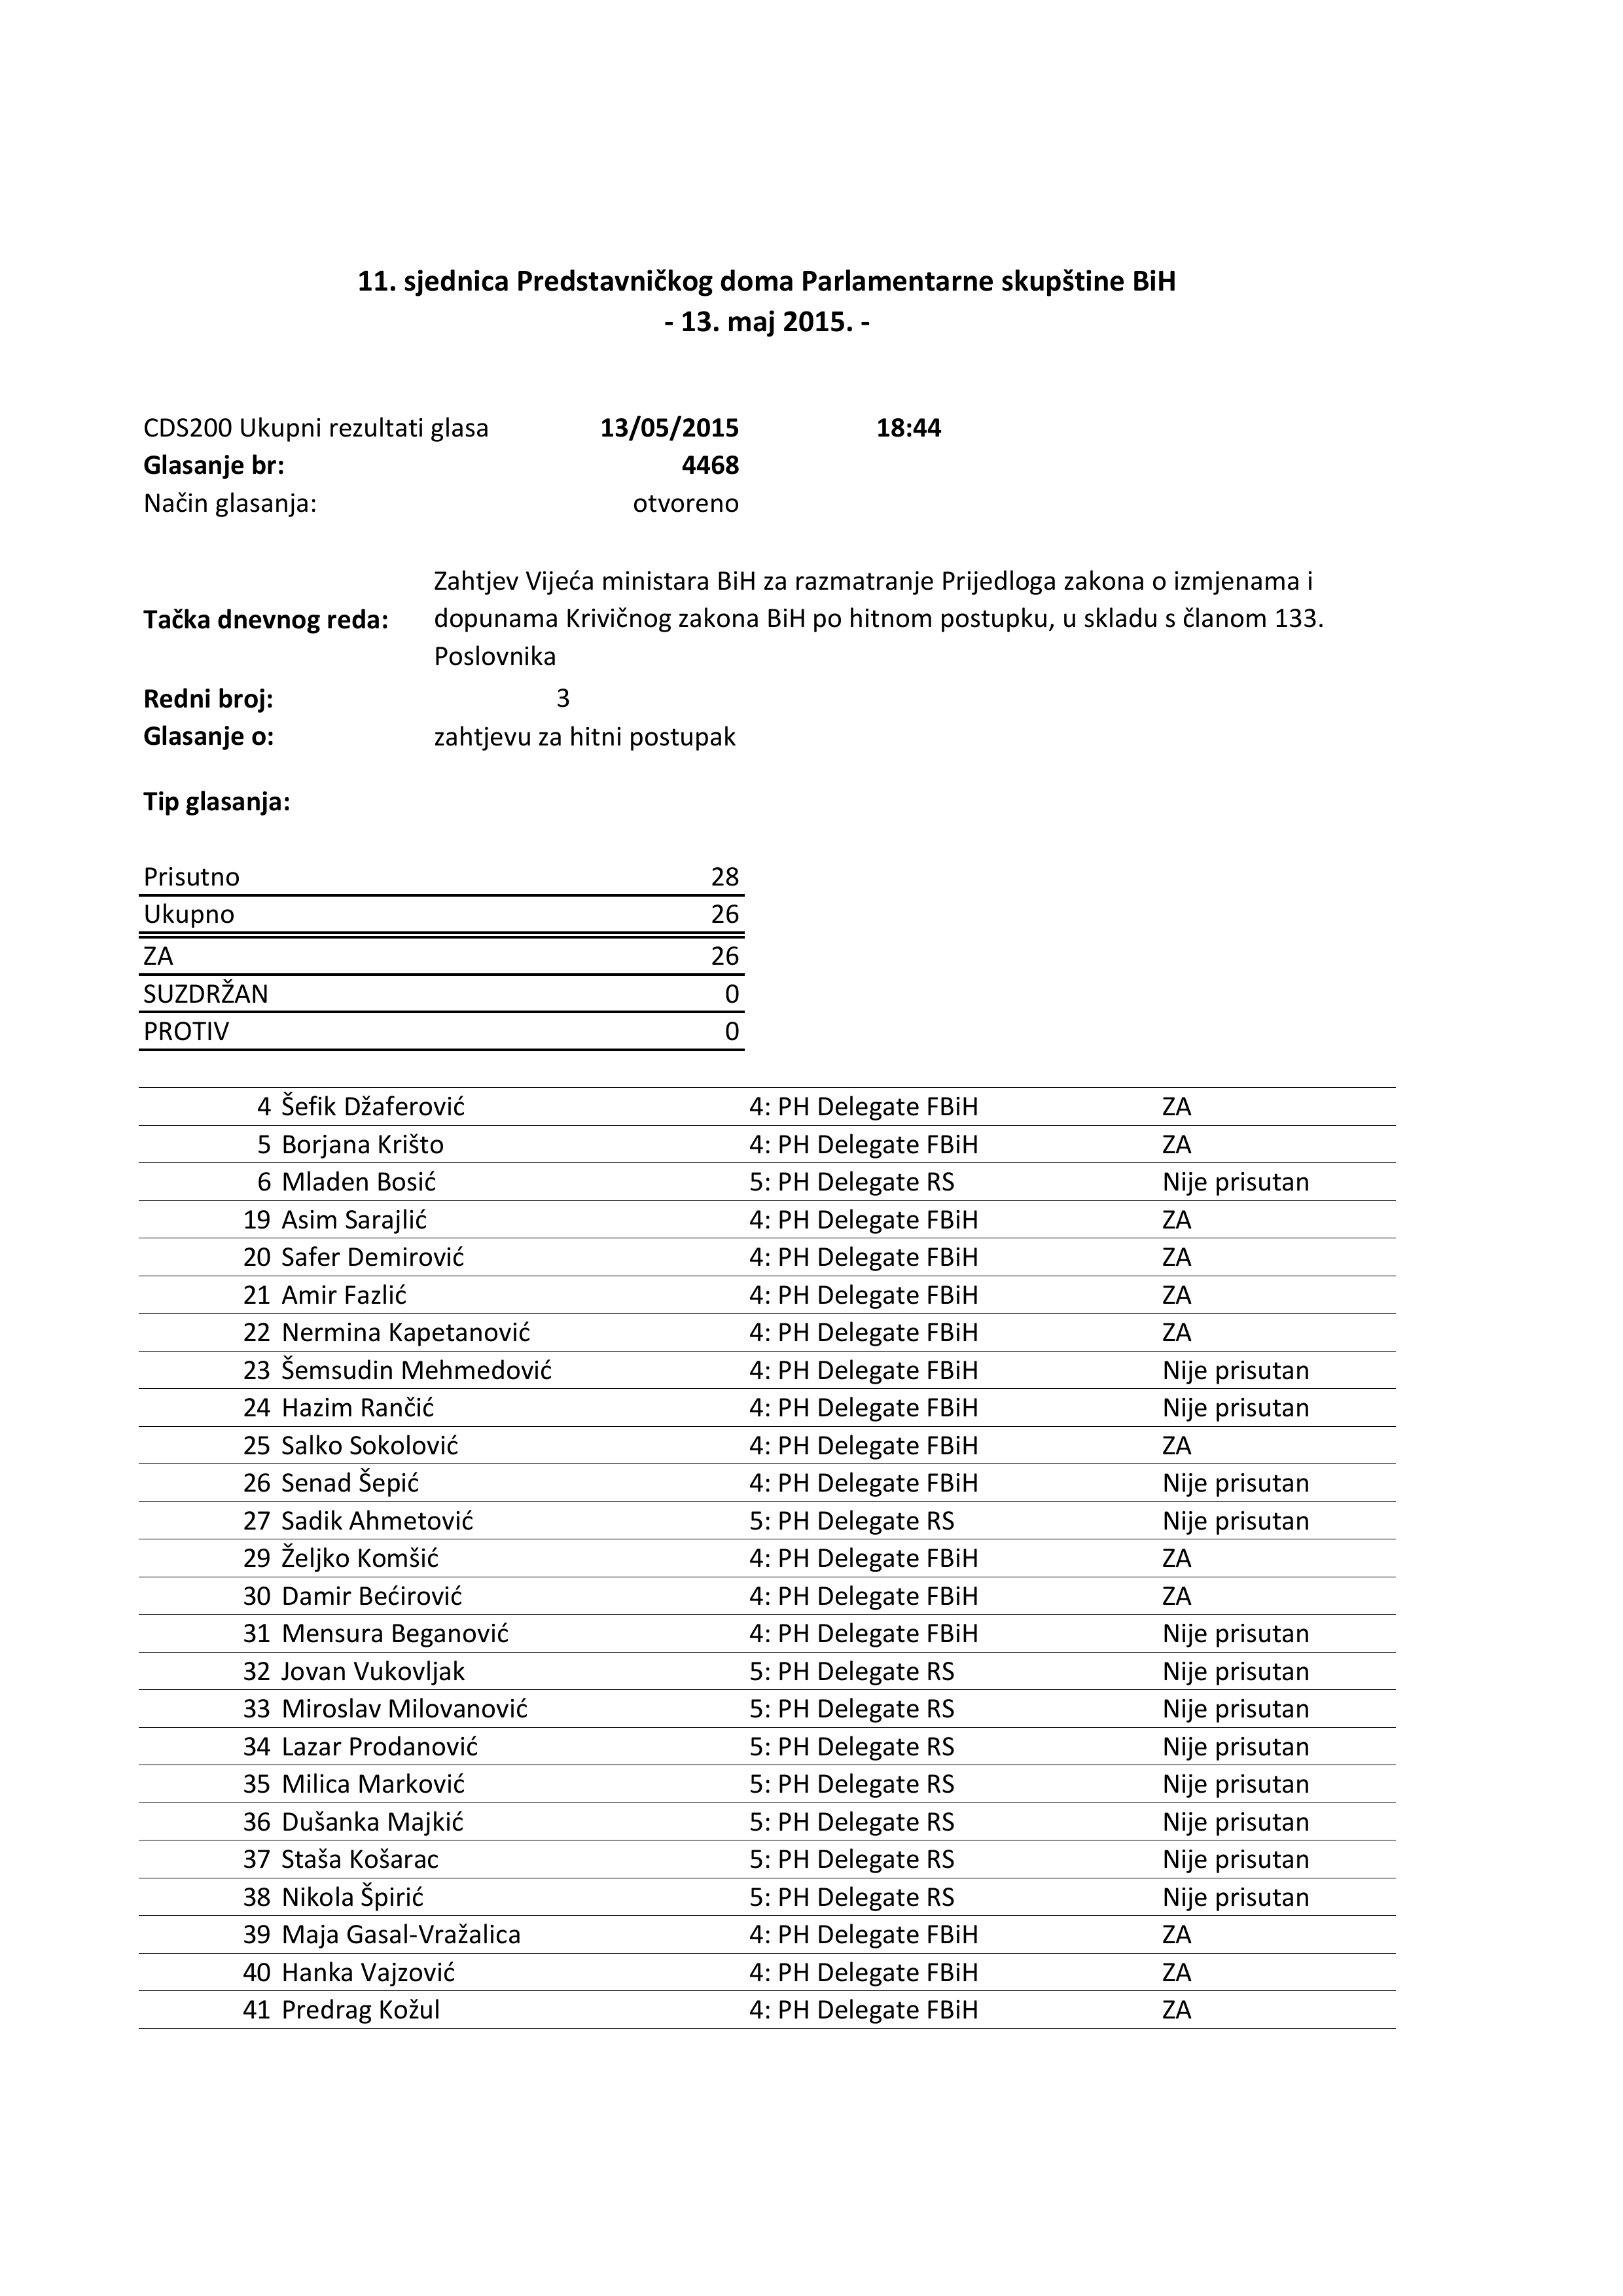 11. sjednica Predstavničkog doma Parlamentarne skupštine BiH
- 13. maj 2015. -
CDS200 Ukupni rezultati glasa 13/05/2015 18:44
Glasanje br: 4468
Način glasanja: otvoreno
Tačka dnevnog reda: Zahtjev Vijeća ministara BiH za razmatranje Prijedloga zakona o izmjenama i
dopunama Krivičnog zakona BiH po hitnom postupku, u skladu s članom 133.
Poslovnika
Redni broj: 3
Glasanje o: zahtjevu za hitni postupak
Tip glasanja:
Prisutno 28
Ukupno 26
ZA 26
SUZDRŽAN 0
PROTIV 0
4 Šefik Džaferović 4: PH Delegate FBiH ZA
5 Borjana Krišto 4: PH Delegate FBiH ZA
6 Mladen Bosić 5: PH Delegate RS Nije prisutan
19 Asim Sarajlić 4: PH Delegate FBiH ZA
20 Safer Demirović 4: PH Delegate FBiH ZA
21 Amir Fazlić 4: PH Delegate FBiH ZA
22 Nermina Kapetanović 4: PH Delegate FBiH ZA
23 Šemsudin Mehmedović 4: PH Delegate FBiH Nije prisutan
24 Hazim Rančić 4: PH Delegate FBiH Nije prisutan
25 Salko Sokolović 4: PH Delegate FBiH ZA
26 Senad Šepić 4: PH Delegate FBiH Nije prisutan
27 Sadik Ahmetović 5: PH Delegate RS Nije prisutan
29 Željko Komšić 4: PH Delegate FBiH ZA
30 Damir Bećirović 4: PH Delegate FBiH ZA
31 Mensura Beganović 4: PH Delegate FBiH Nije prisutan
32 Jovan Vukovljak 5: PH Delegate RS Nije prisutan
33 Miroslav Milovanović 5: PH Delegate RS Nije prisutan
34 Lazar Prodanović 5: PH Delegate RS Nije prisutan
35 Milica Marković 5: PH Delegate RS Nije prisutan
36 Dušanka Majkić 5: PH Delegate RS Nije prisutan
37 Staša Košarac 5: PH Delegate RS Nije prisutan
38 Nikola Špirić 5: PH Delegate RS Nije prisutan
39 Maja Gasal-Vražalica 4: PH Delegate FBiH ZA
40 Hanka Vajzović 4: PH Delegate FBiH ZA
41 Predrag Kožul 4: PH Delegate FBiH ZA